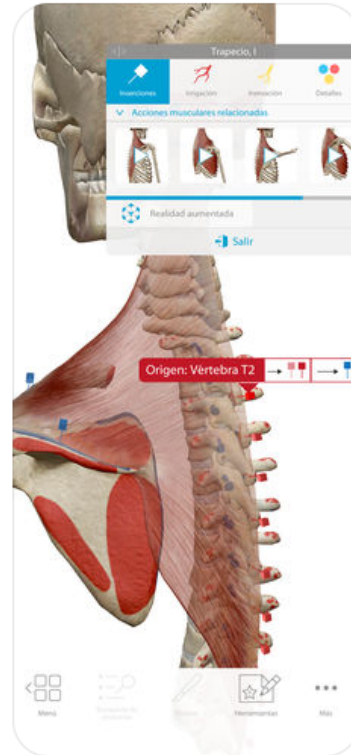 Trapecio, I
Inserciones
Irrigación
Inervación
Detalles
Acciones musculares relacionadas
Realidad aumentada
Salir
Origen: Vértebra T2
Menú
Herramientas
Más